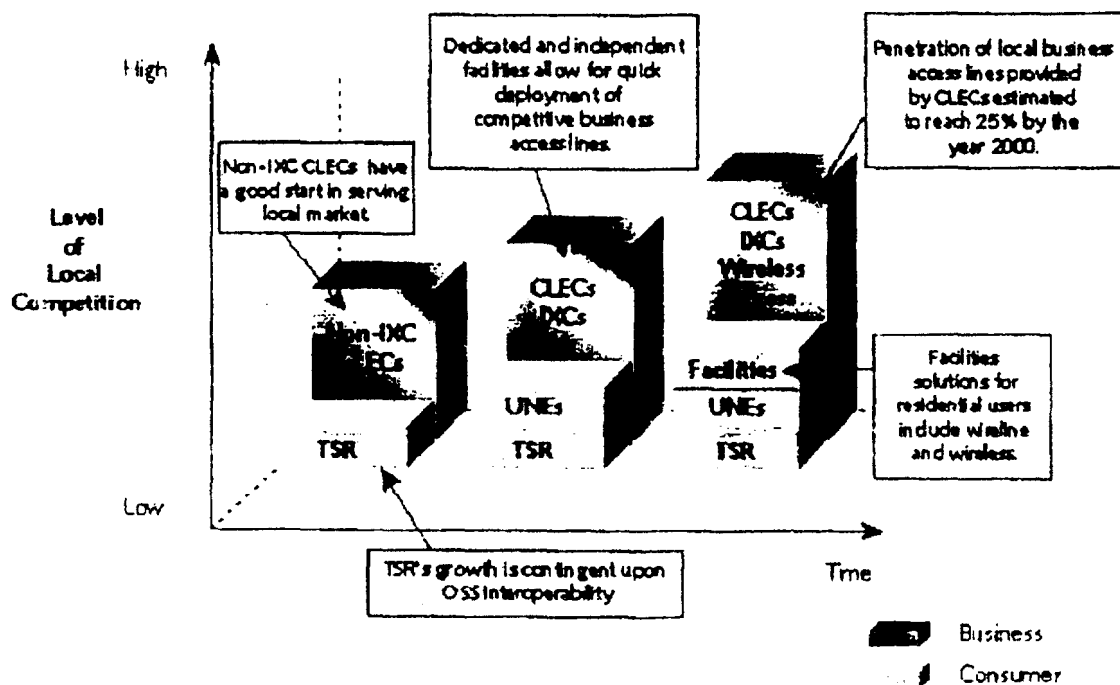 High
Level
of
Local
Competition
Low
Non-IXC CLECs have
a good start in serving
local market.
Dedicated and independent
facilities allow for quick
deployment of
competitive business
access lines.
Penetration of local business
access lines provided
by CLECs estimated
to reach 25% by the
year 2000.
Non-IXC
TSR
CLECs
IXCs
UNEs
TSR
CLECs
IXCs
Wireless
Facilities
UNEs
TSR
Facilities
solutions for
residential users
include wireline
and wireless.
TSR's growth is contingent upon
OSS Interoperability
Time
Business
Consumer